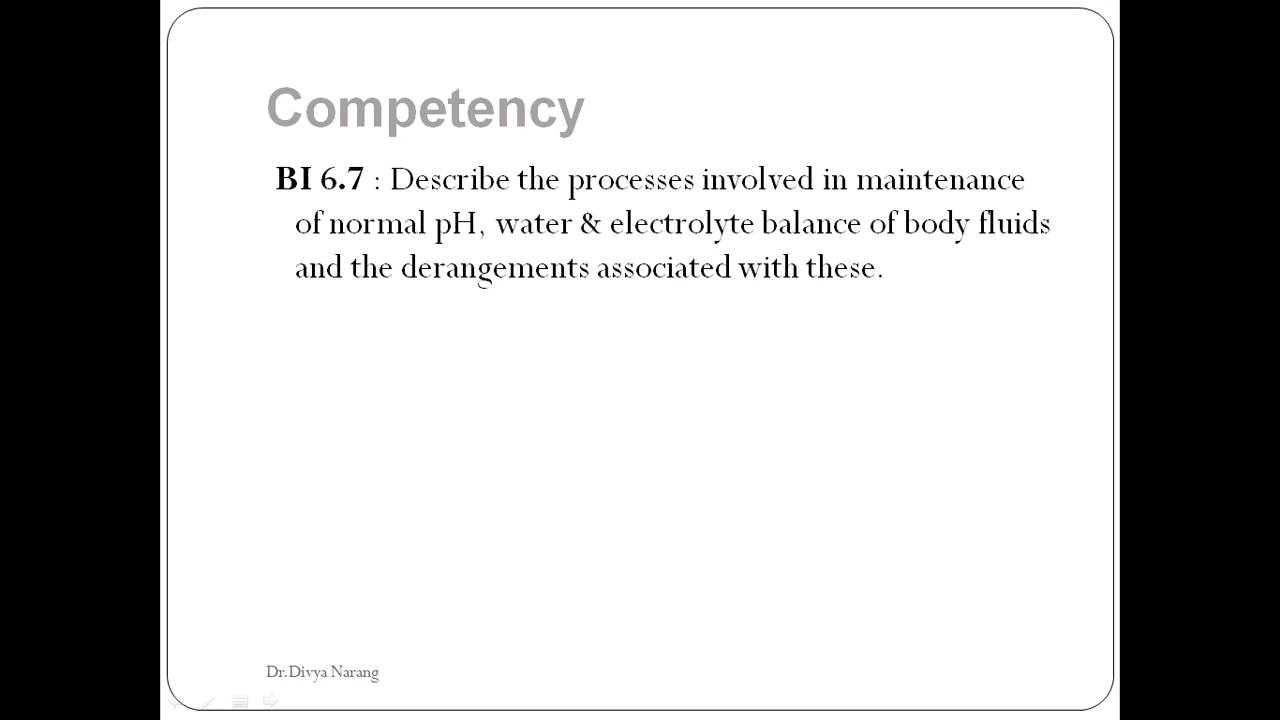 Competency
BI 6.7 : Describe the processes involved in maintenance
of normal pH, water & electrolyte balance of body fluids
and the derangements associated with these.
Dr.Divya Narang